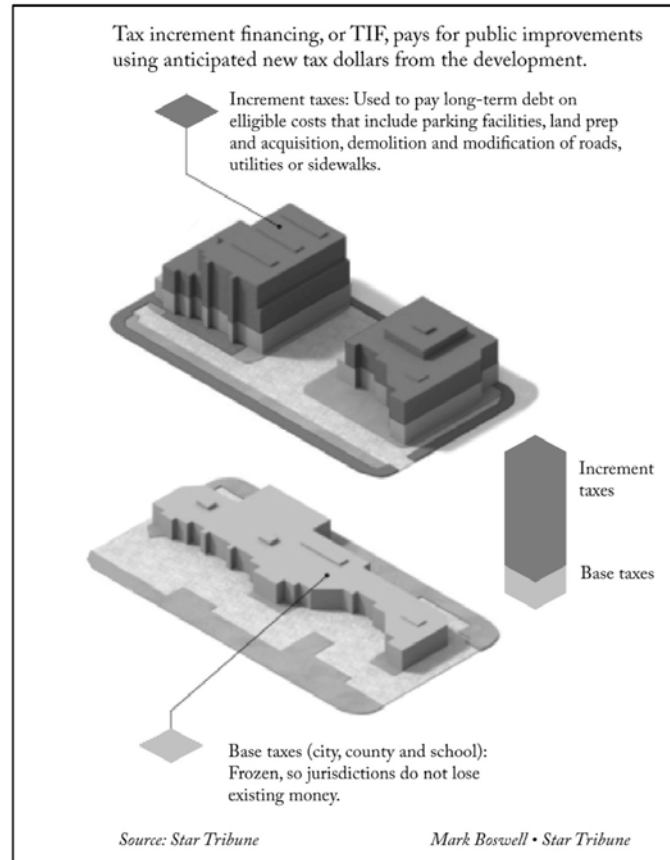 Tax increment financing, or TIF, pays for public improvements
using anticipated new tax dollars from the development.
Increment taxes: Used to pay long-term debt on
elligible costs that include parking facilities, land prep
and acquisition, demolition and modification of roads,
utilities or sidewalks.
Increment
taxes
Base taxes
Base taxes (city, county and school):
Frozen, so jurisdictions do not lose
existing money.
Source: Star Tribune
Mark Boswell • Star Tribune